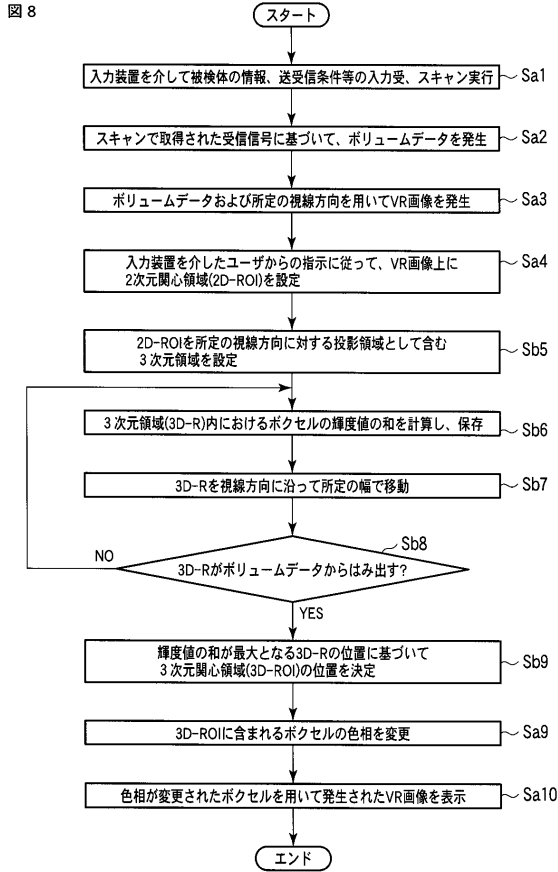 図8
スタート
入力装置を介して被検体の情報、送受信条件等の入力受、スキャン実行
Sa1
スキャンで取得された受信信号に基づいて、ボリュームデータを発生
Sa2
ボリュームデータおよび所定の視線方向を用いてVR画像を発生
Sa3
入力装置を介したユーザからの指示に従って、VR画像上に
2次元関心領域(2D-ROI)を設定
Sa4
2D-ROIを所定の視線方向に対する投影領域として含む
3次元領域を設定
Sb5
3次元領域(3D-R)内におけるボクセルの輝度値の和を計算し、保存
Sb6
3D-Rを視線方向に沿って所定の幅で移動
Sb7
Sb8
3D-Rがボリュームデータからはみ出す?
NO
YES
輝度値の和が最大となる3D-Rの位置に基づいて
3次元関心領域(3D-ROI)の位置を決定
Sb9
3D-ROIに含まれるボクセルの色相を変更
Sa9
色相が変更されたボクセルを用いて発生されたVR画像を表示
Sa10
エンド